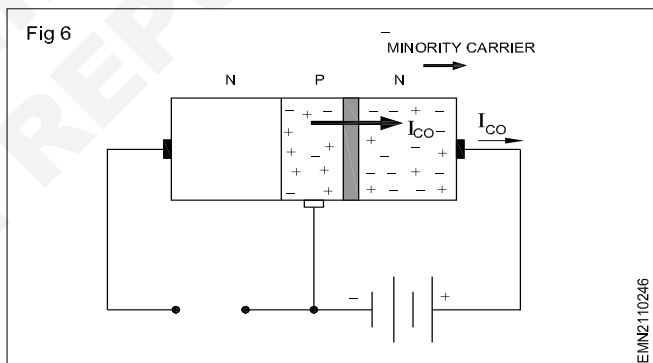 Fig 6
MINORITY CARRIER
N P N
I_CO
I_CO
− +
EMN2110246